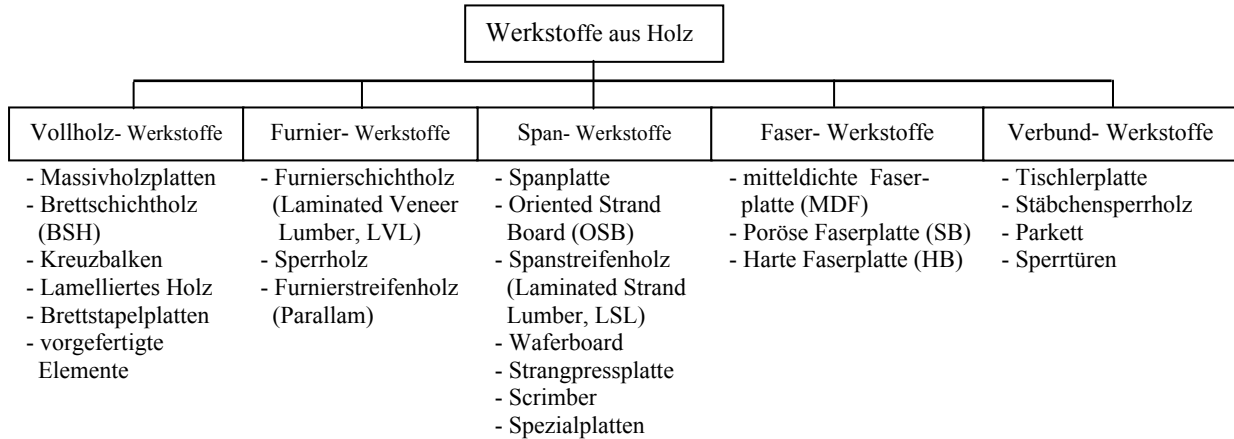 Werkstoffe aus Holz
Vollholz- Werkstoffe
- Massivholzplatten
- Brettschichtholz
(BSH)
- Kreuzbalken
- Lamelliertes Holz
- Brettstapelplatten
- vorgefertigte
Elemente
Furnier- Werkstoffe
- Furnierschichtholz
(Laminated Veneer
Lumber, LVL)
- Sperrholz
- Furnierstreifenholz
(Parallam)
Span- Werkstoffe
- Spanplatte
- Oriented Strand
Board (OSB)
- Spanstreifenholz
(Laminated Strand
Lumber, LSL)
- Waferboard
- Strangpressplatte
- Scrimber
- Spezialplatten
Faser- Werkstoffe
- mitteldichte Faser-
platte (MDF)
- Poröse Faserplatte (SB)
- Harte Faserplatte (HB)
Verbund- Werkstoffe
- Tischlerplatte
- Stäbchensperrholz
- Parkett
- Sperrtüren